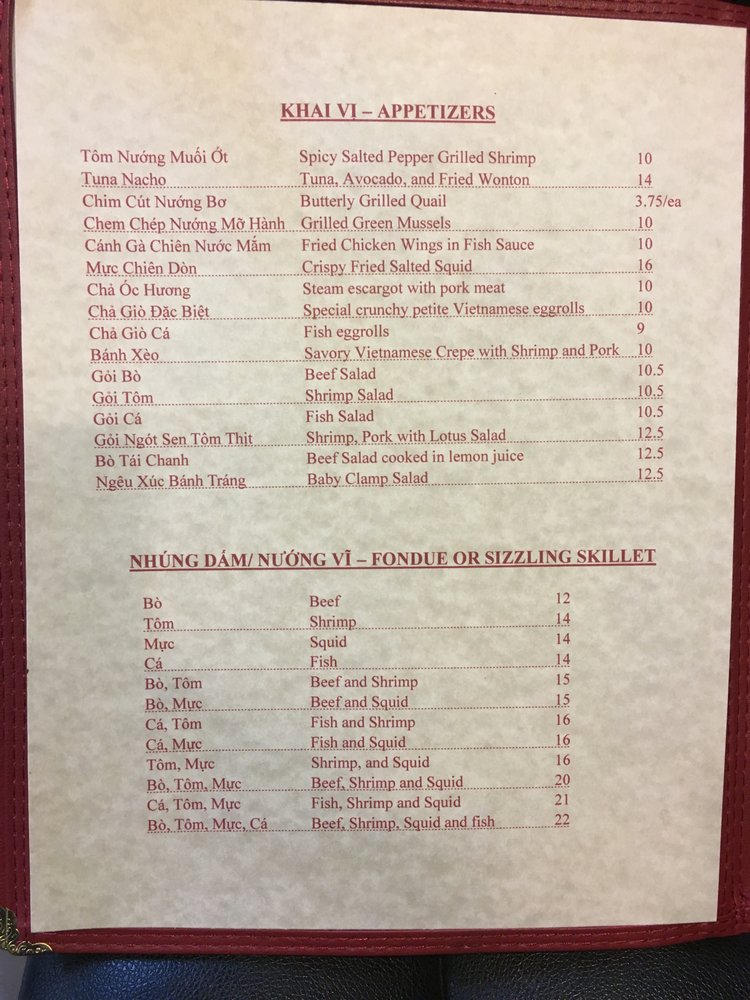 KHAI VỊ – APPETIZERS
Tôm Nướng Muối Ớt Spicy Salted Pepper Grilled Shrimp 10
Tuna Nacho Tuna, Avocado, and Fried Wonton 14
Chim Cút Nướng Bơ Butterly Grilled Quail 3.75/ea
Chem Chép Nướng Mỡ Hành Grilled Green Mussels 10
Cánh Gà Chiên Nước Mắm Fried Chicken Wings in Fish Sauce 10
Mực Chiên Dòn Crispy Fried Salted Squid 16
Chả Ốc Hương Steam escargot with pork meat 10
Chả Giò Đặc Biệt Special crunchy petite Vietnamese eggrolls 10
Chả Giò Cá Fish eggrolls 9
Bánh Xèo Savory Vietnamese Crepe with Shrimp and Pork 10
Gỏi Bò Beef Salad 10.5
Gỏi Tôm Shrimp Salad 10.5
Gỏi Cá Fish Salad 10.5
Gỏi Ngót Sen Tôm Thịt Shrimp, Pork with Lotus Salad 12.5
Bò Tái Chanh Beef Salad cooked in lemon juice 12.5
Ngêu Xúc Bánh Tráng Baby Clamp Salad 12.5
NHÚNG DẤM/ NƯỚNG VĨ – FONDUE OR SIZZLING SKILLET
Bò Beef 12
Tôm Shrimp 14
Mực Squid 14
Cá Fish 14
Bò, Tôm Beef and Shrimp 15
Bò, Mực Beef and Squid 15
Cá, Tôm Fish and Shrimp 16
Cá, Mực Fish and Squid 16
Tôm, Mực Shrimp, and Squid 16
Bò, Tôm, Mực Beef, Shrimp and Squid 20
Cá, Tôm, Mực Fish, Shrimp and Squid 21
Bò, Tôm, Mực, Cá Beef, Shrimp, Squid and fish 22